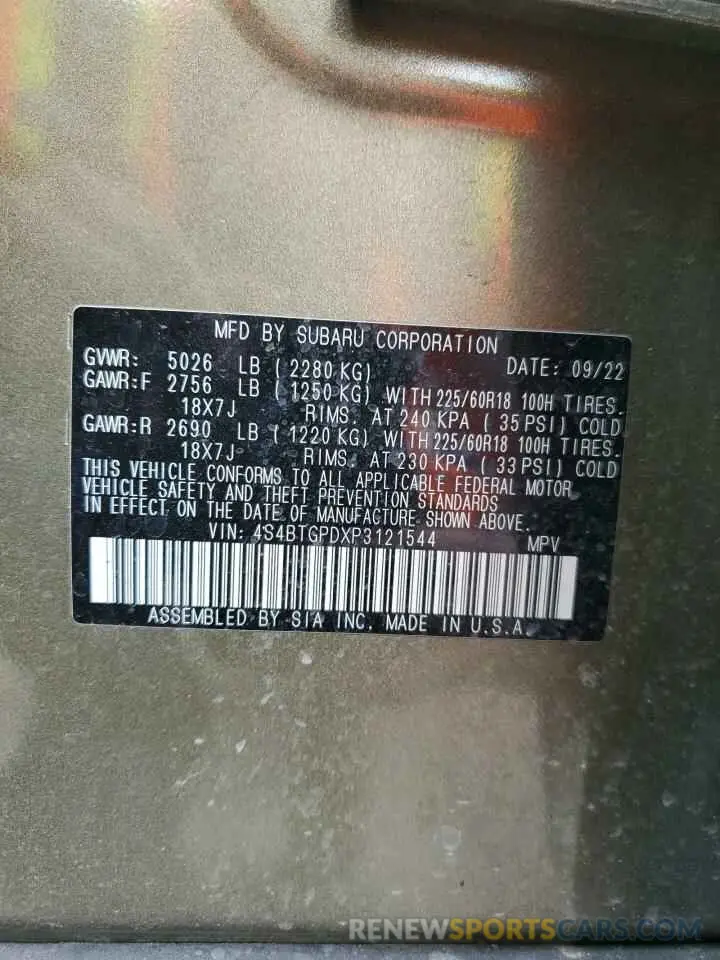 MFD BY SUBARU CORPORATION
GVWR: 5026 LB ( 2280 KG) DATE: 09/22
GAWR:F 2756 LB ( 1250 KG) WITH 225/60R18 100H TIRES.
18X7J RIMS. AT 240 KPA ( 35 PSI) COLD
GAWR:R 2690 LB ( 1220 KG) WITH 225/60R18 100H TIRES.
18X7J RIMS. AT 230 KPA ( 33 PSI) COLD
THIS VEHICLE CONFORMS TO ALL APPLICABLE FEDERAL MOTOR
VEHICLE SAFETY AND THEFT PREVENTION STANDARDS
IN EFFECT ON THE DATE OF MANUFACTURE SHOWN ABOVE.
VIN: 4S4BTGPDXP3121544 MPV
ASSEMBLED BY SIA INC. MADE IN U.S.A.
RENEWSPORTSCARS.COM